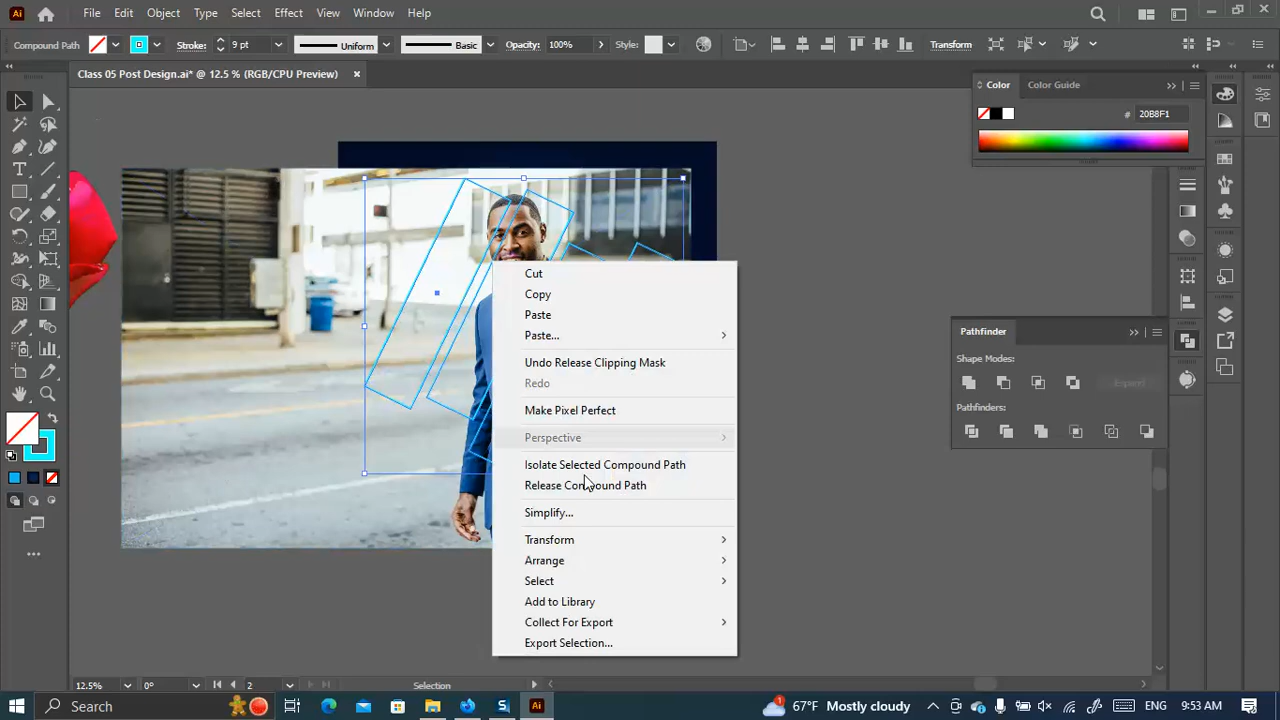 Ai File Edit Object Type Select Effect View Window Help
Compound Path Stroke: 9 pt Uniform Basic Opacity: 100% Style: Transform
Class 05 Post Design.ai* @ 12.5 % (RGB/CPU Preview)
Color Color Guide
# 20B8F1
Cut
Copy
Paste
Paste...
Undo Release Clipping Mask
Redo
Make Pixel Perfect
Perspective
Isolate Selected Compound Path
Release Compound Path
Simplify...
Transform
Arrange
Select
Add to Library
Collect For Export
Export Selection...
Pathfinder
Shape Modes:
Expand
Pathfinders:
12.5% 0° 2 Selection
Search 1 67°F Mostly cloudy ENG 9:53 AM